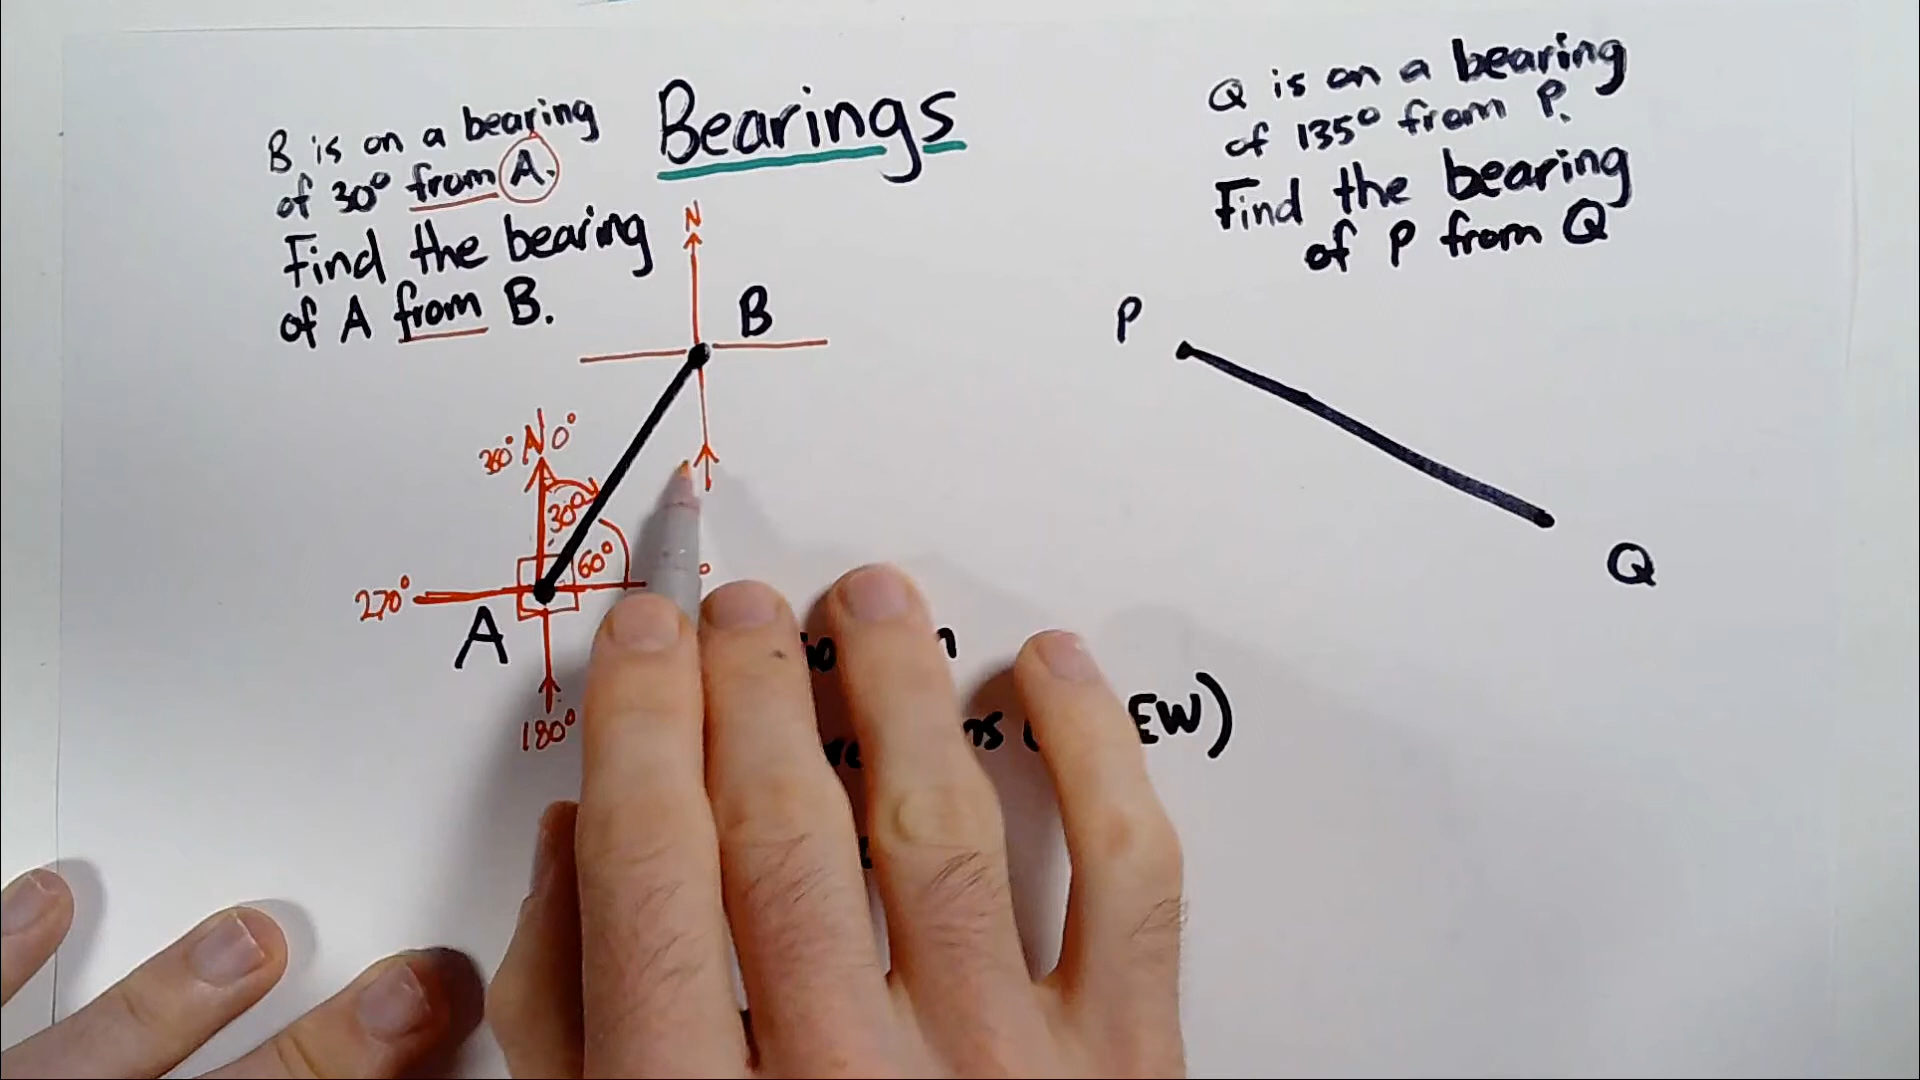 B is on a bearing
of 30° from A.
Find the bearing
of A from B.
Bearings
Q is on a bearing
of 135° from P.
Find the bearing
of P from Q
N
B
P
360° N 0°
30°
60°
270°
A
180°
Q
EW)